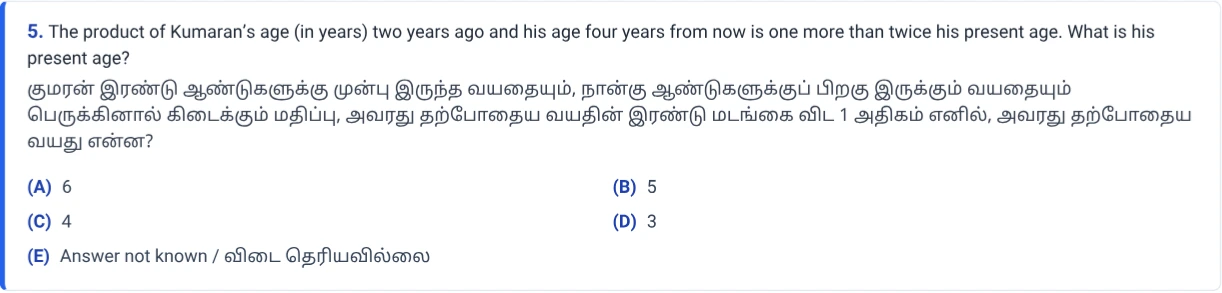 5. The product of Kumaran's age (in years) two years ago and his age four years from now is one more than twice his present age. What is his
present age?
குமரன் இரண்டு ஆண்டுகளுக்கு முன்பு இருந்த வயதையும், நான்கு ஆண்டுகளுக்குப் பிறகு இருக்கும் வயதையும்
பெருக்கினால் கிடைக்கும் மதிப்பு, அவரது தற்போதைய வயதின் இரண்டு மடங்கை விட 1 அதிகம் எனில், அவரது தற்போதைய
வயது என்ன?
(A) 6 (B) 5
(C) 4 (D) 3
(E) Answer not known / விடை தெரியவில்லை